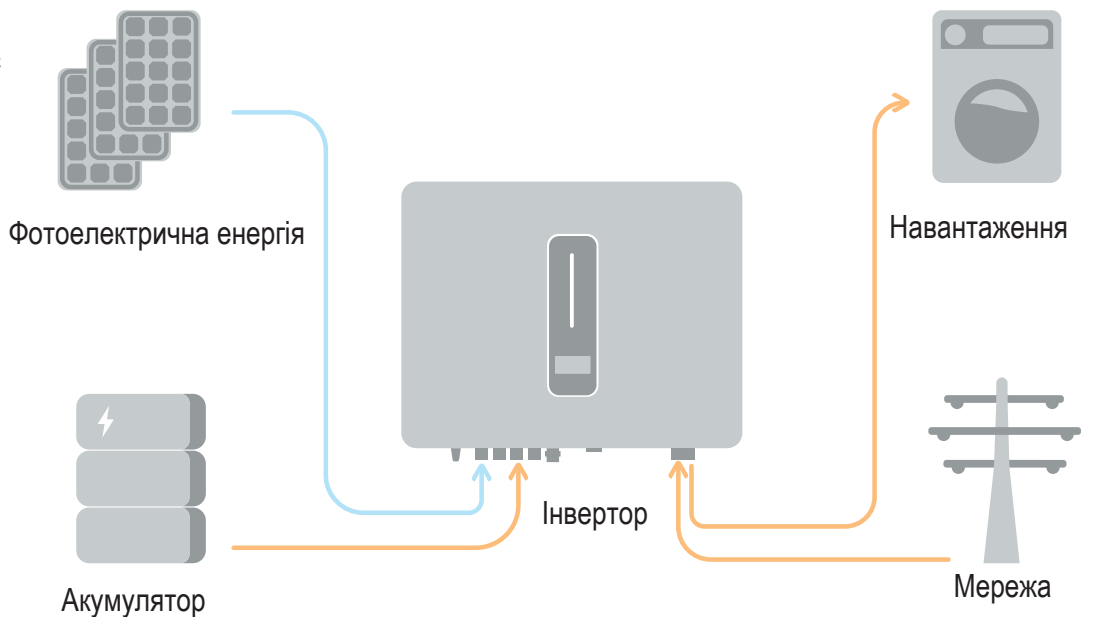 Фотоелектрична енергія
Навантаження
Інвертор
Акумулятор
Мережа